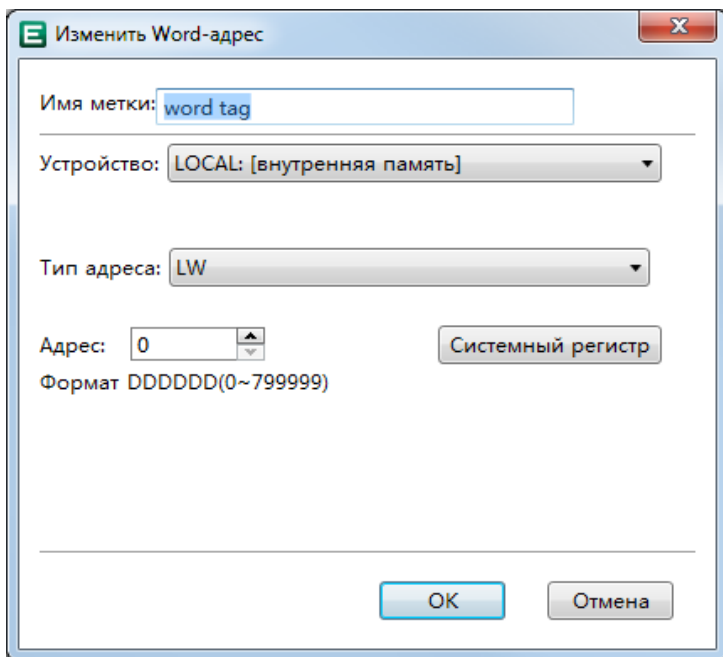 Изменить Word-адрес
Имя метки: word tag
Устройство: LOCAL: [внутренняя память]
Тип адреса: LW
Адрес: 0 Системный регистр
Формат DDDDDD(0~799999)
OK Отмена